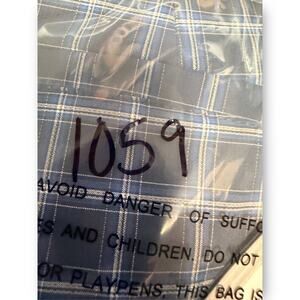 1059
AVOID DANGER OF SUFFO
ES AND CHILDREN. DO NOT
OR PLAYPENS. THIS BAG IS